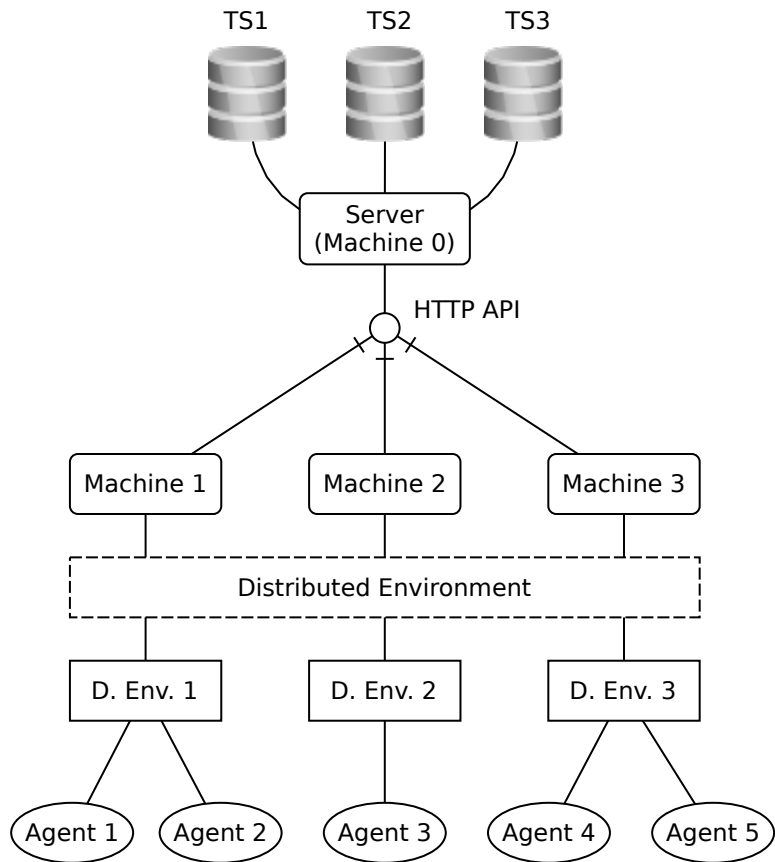 TS1
TS2
TS3
Server
(Machine 0)
HTTP API
Machine 1
Machine 2
Machine 3
Distributed Environment
D. Env. 1
D. Env. 2
D. Env. 3
Agent 1
Agent 2
Agent 3
Agent 4
Agent 5